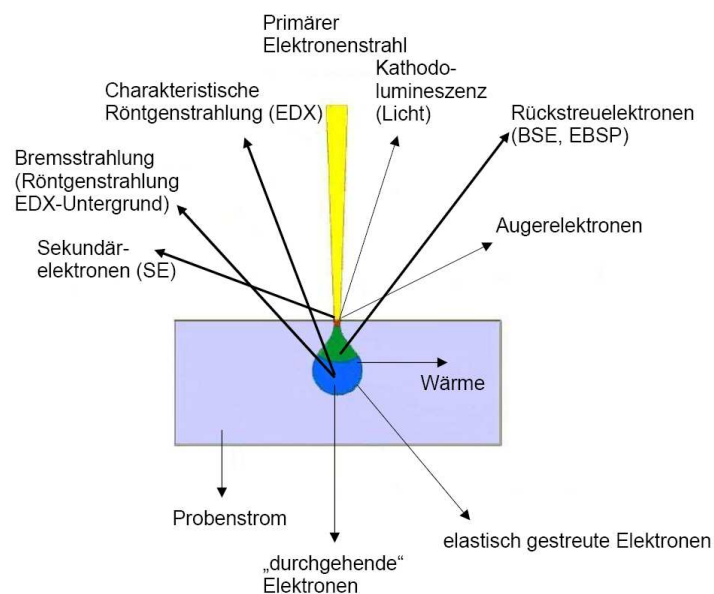 Primärer
Elektronenstrahl
Kathodo-
lumineszenz
(Licht)
Charakteristische
Röntgenstrahlung (EDX)
Rückstreuelektronen
(BSE, EBSP)
Bremsstrahlung
(Röntgenstrahlung
EDX-Untergrund)
Augerelektronen
Sekundär-
elektronen (SE)
Wärme
Probenstrom
elastisch gestreute Elektronen
„durchgehende“
Elektronen